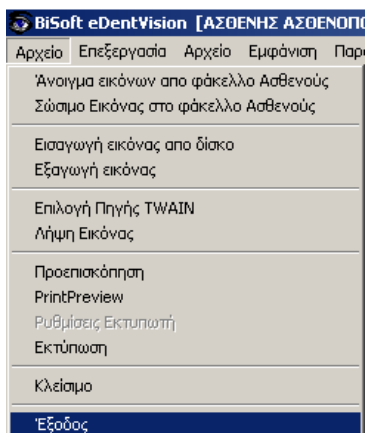 BiSoft eDentVision [ΑΣΘΕΝΗΣ ΑΣΘΕΝΟΠΟ
Αρχείο Επεξεργασία Αρχείο Εμφάνιση Παρ
Άνοιγμα εικόνων απο φάκελλο Ασθενούς
Σώσιμο Εικόνας στο φάκελλο Ασθενούς
Εισαγωγή εικόνας απο δίσκο
Εξαγωγή εικόνας
Επιλογή Πηγής TWAIN
Λήψη Εικόνας
Προεπισκόπηση
PrintPreview
Ρυθμίσεις Εκτυπωτή
Εκτύπωση
Κλείσιμο
Έξοδος